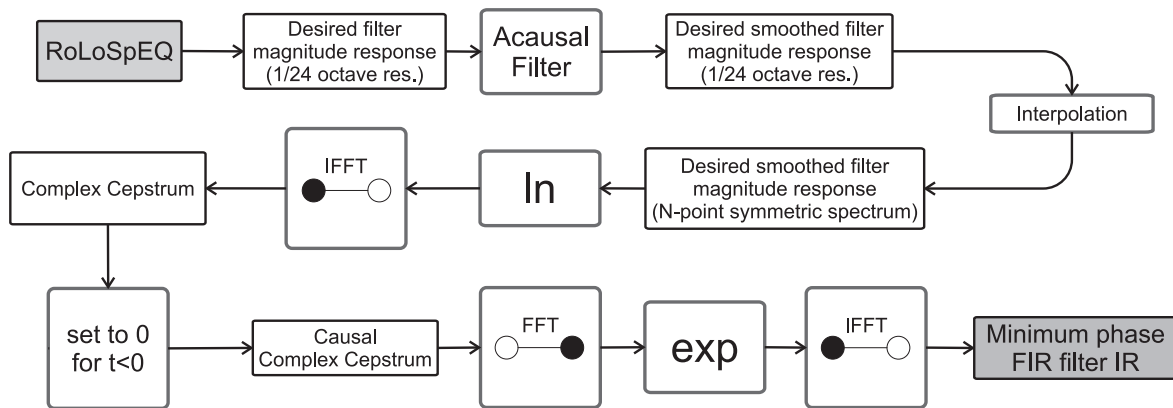 RoLoSpEQ
Desired filter
magnitude response
(1/24 octave res.)
Acausal
Filter
Desired smoothed filter
magnitude response
(1/24 octave res.)
Interpolation
Desired smoothed filter
magnitude response
(N-point symmetric spectrum)
ln
IFFT
Complex Cepstrum
set to 0
for t<0
Causal
Complex Cepstrum
FFT
exp
IFFT
Minimum phase
FIR filter IR